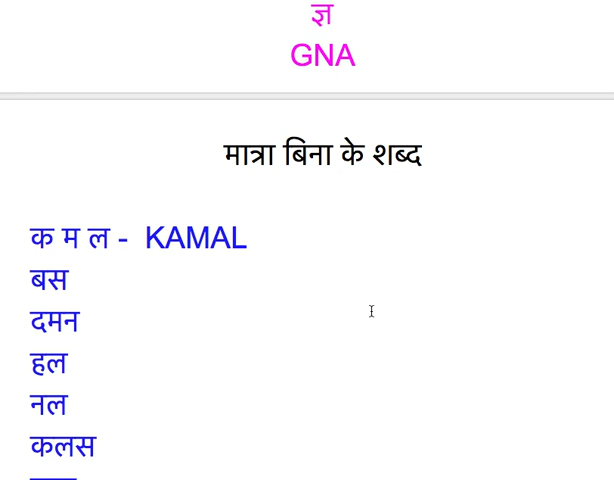 ज्ञ
GNA
मात्रा बिना के शब्द
क म ल - KAMAL
बस
दमन
हल
नल
कलस